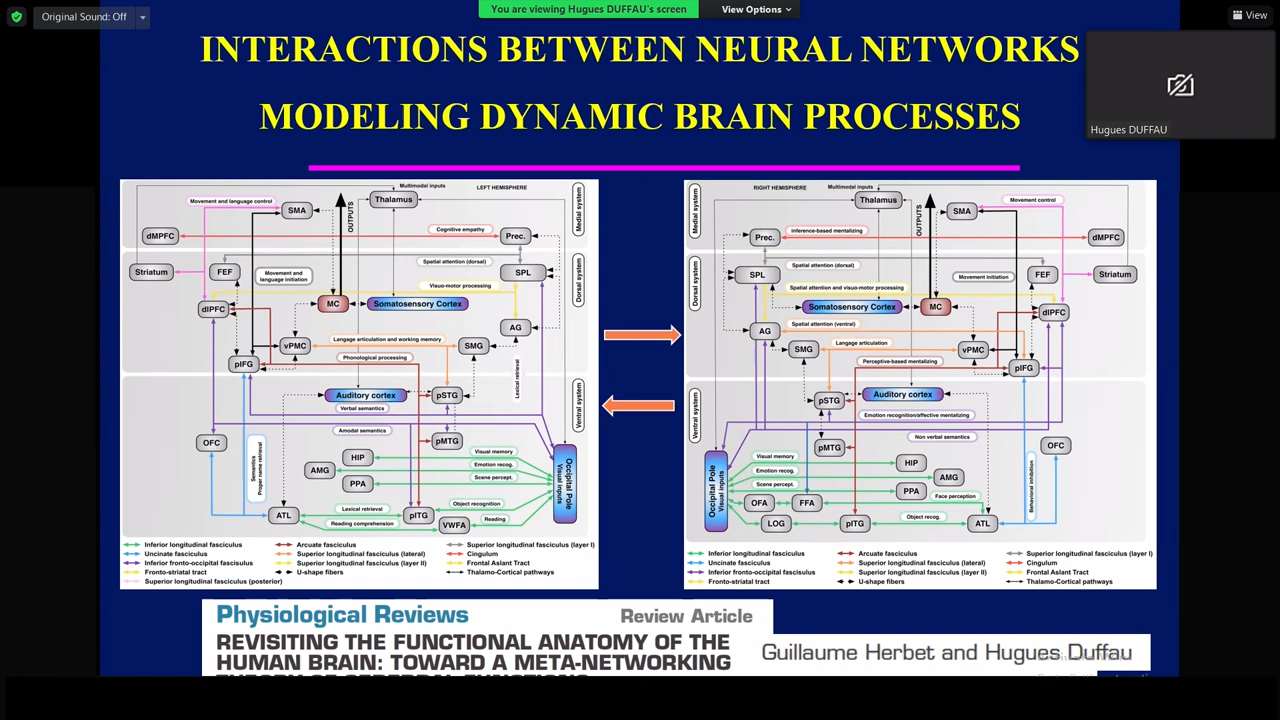 You are viewing Hugues DUFFAU's screen
View Options
Original Sound: Off
View
Hugues DUFFAU
INTERACTIONS BETWEEN NEURAL NETWORKS
MODELING DYNAMIC BRAIN PROCESSES
Multimodal inputs
LEFT HEMISPHERE
Thalamus
Movement and language control
SMA
OUTPUTS
Medial system
Cognitive empathy
dMPFC
Prec.
Spatial attention (dorsal)
Striatum
FEF
Movement and
language initiation
SPL
Dorsal system
Visuo-motor processing
dlPFC
MC
Somatosensory Cortex
AG
Langage articulation and working memory
vPMC
SMG
Phonological processing
pIFG
Lexical retrieval
Auditory cortex
pSTG
Verbal semantics
Ventral system
Amodal semantics
OFC
pMTG
Semantics
Proper name retrieval
HIP
Visual memory
AMG
Emotion recog.
PPA
Scene percept.
Occipital Pole
Visual inputs
Object recognition
Lexical retrieval
ATL
pITG
Reading comprehension
VWFA
Reading
Inferior longitudinal fasciculus
Arcuate fasciculus
Superior longitudinal fasciculus (layer I)
Uncinate fasciculus
Superior longitudinal fasciculus (lateral)
Cingulum
Inferior fronto-occipital fasciculus
Superior longitudinal fasciculus (layer II)
Frontal Aslant Tract
Fronto-striatal tract
U-shape fibers
Thalamo-Cortical pathways
Superior longitudinal fasciculus (posterior)
RIGHT HEMISPHERE
Multimodal inputs
Thalamus
OUTPUTS
SMA
Movement control
Medial system
Prec.
inference-based mentalizing
dMPFC
Spatial attention (dorsal)
SPL
Movement initiation
FEF
Striatum
Dorsal system
Spatial attention and visuo-motor processing
Somatosensory Cortex
MC
dlPFC
AG
Spatial attention (ventral)
SMG
Langage articulation
vPMC
Perceptive-based mentalizing
pIFG
pSTG
Auditory cortex
Ventral system
Emotion recognition/affective mentalizing
Non verbal semantics
pMTG
OFC
Visual memory
HIP
Emotion recog.
AMG
Scene percept.
PPA
Face perception
Behavioral inhibition
Occipital Pole
Visual inputs
OFA
FFA
LOG
pITG
Object recog.
ATL
Inferior longitudinal fasciculus
Arcuate fasciculus
Superior longitudinal fasciculus (layer I)
Uncinate fasciculus
Superior longitudinal fasciculus (lateral)
Cingulum
Inferior fronto-occipital fasciculus
Superior longitudinal fasciculus (layer II)
Frontal Aslant Tract
Fronto-striatal tract
U-shape fibers
Thalamo-Cortical pathways
Physiological Reviews
Review Article
REVISITING THE FUNCTIONAL ANATOMY OF THE
HUMAN BRAIN: TOWARD A META-NETWORKING
THEORY OF CEREBRAL FUNCTIONS
Guillaume Herbet and Hugues Duffau